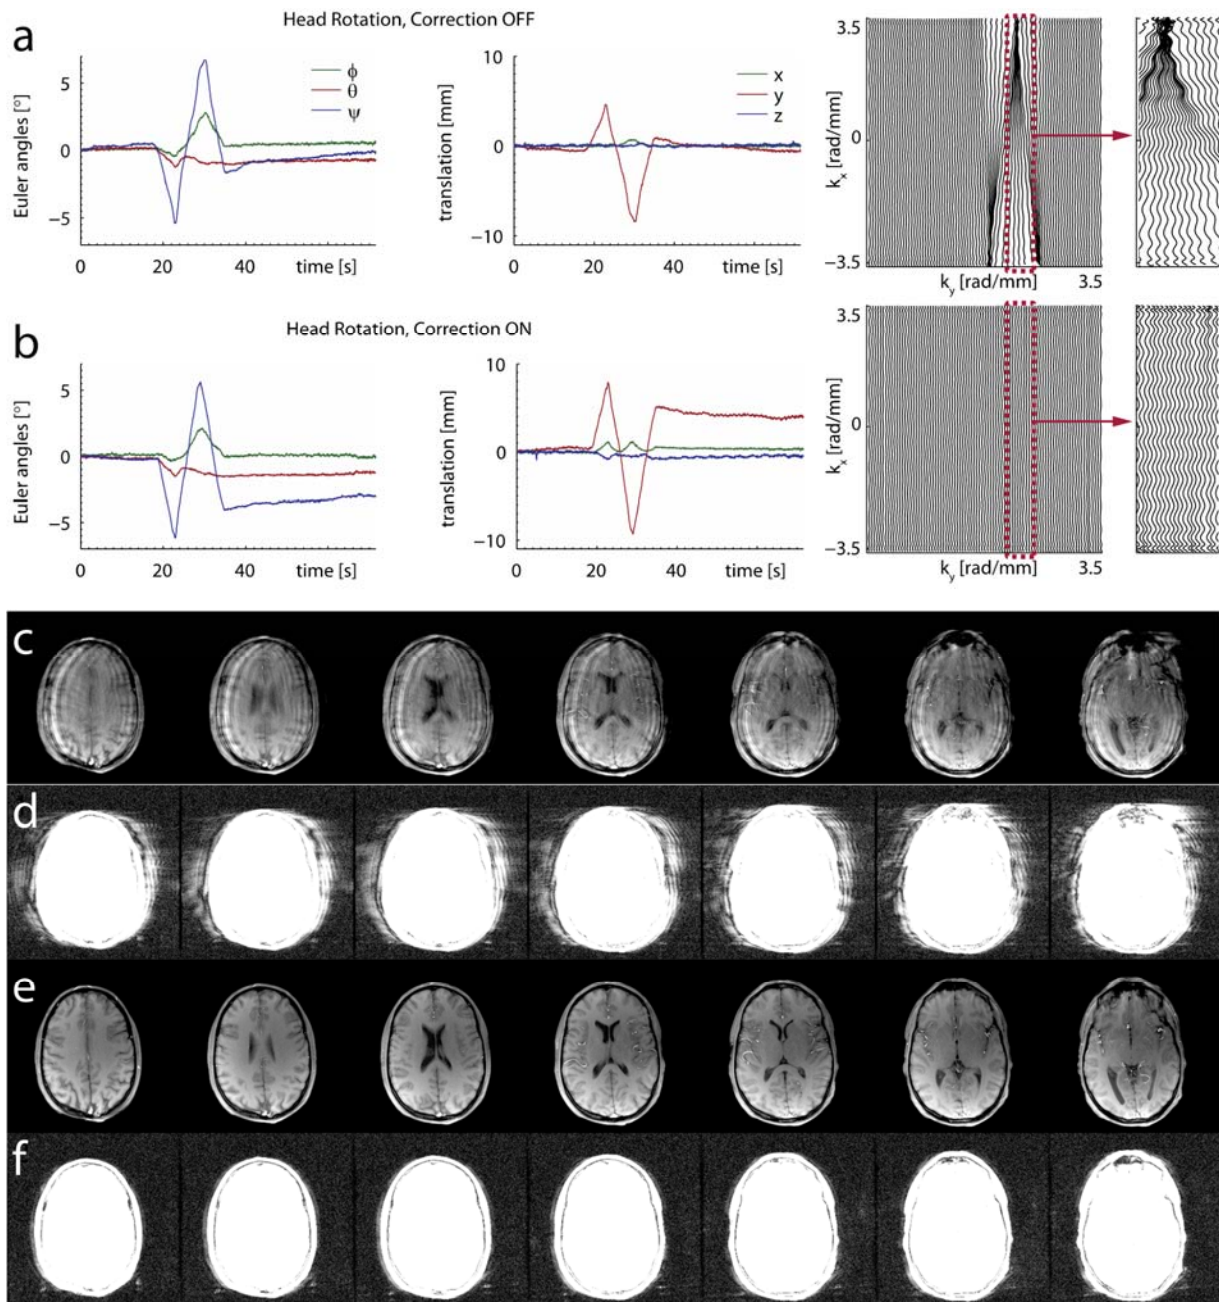 a
Head Rotation, Correction OFF
Euler angles [°]
5
0
−5
ϕ
θ
ψ
0
20
40
time [s]
translation [mm]
10
0
−10
x
y
z
0
20
40
time [s]
k_x [rad/mm]
3.5
0
−3.5
k_y [rad/mm]
3.5
b
Head Rotation, Correction ON
Euler angles [°]
5
0
−5
0
20
40
time [s]
translation [mm]
10
0
−10
0
20
40
time [s]
k_x [rad/mm]
3.5
0
−3.5
k_y [rad/mm]
3.5
c
d
e
f